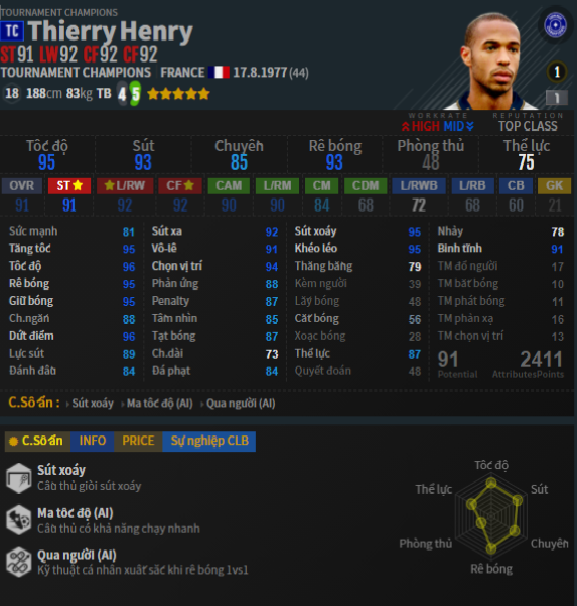 TOURNAMENT CHAMPIONS
TC Thierry Henry
ST91 LW92 CF92 CF92
TOURNAMENT CHAMPIONS FRANCE 17.8.1977 (44)
18 188cm 83kg TB 4 5
1
1
WORKRATE REPUTATION
HIGH MID TOP CLASS
Tốc độ Sút Chuyền Rê bóng Phòng thủ Thể lực
95 93 85 93 48 75
OVR ST L/RW CF CAM L/RM CM CDM L/RWB L/RB CB GK
91 91 92 92 90 90 84 68 72 68 60 21
Sức mạnh 81 Sút xa 92 Sút xoáy 95 Nhảy 78
Tăng tốc 95 Vô-lê 91 Khéo léo 95 Bình tĩnh 91
Tốc độ 96 Chọn vị trí 94 Thăng bằng 79 TM đổ người 17
Rê bóng 95 Phản ứng 88 Kèm người 39 TM bắt bóng 10
Giữ bóng 95 Penalty 87 Lấy bóng 48 TM phát bóng 11
Ch.ngắn 88 Tầm nhìn 85 Cắt bóng 56 TM phản xạ 16
Dứt điểm 96 Tạt bóng 87 Xoạc bóng 28 TM chọn vị trí 13
Lực sút 89 Ch.dài 73 Thể lực 87 91 2411
Đánh đầu 84 Đá phạt 84 Quyết đoán 48 Potential AttributesPoints
C.Số ẩn : › Sút xoáy › Ma tốc độ (AI) › Qua người (AI)
C.Số ẩn INFO PRICE Sự nghiệp CLB
Sút xoáy
Cầu thủ giỏi sút xoáy
Ma tốc độ (AI)
Cầu thủ có khả năng chạy nhanh
Qua người (AI)
Kỹ thuật cá nhân xuất sắc khi rê bóng 1vs1
Tốc độ
Thể lực Sút
Phòng thủ Chuyền
Rê bóng